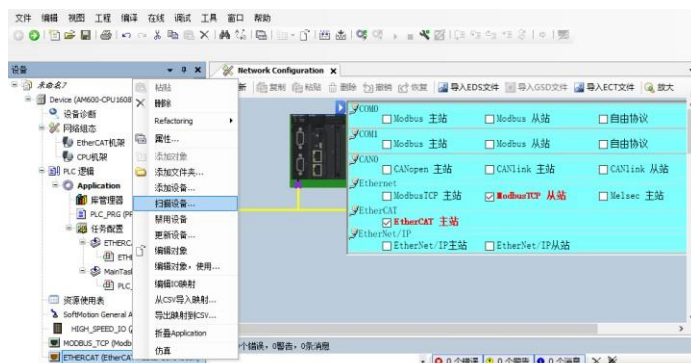 文件 编辑 视图 工程 编译 在线 调试 工具 窗口 帮助
设备
Network Configuration
未命名7
Device (AM600-CPU1608
设备诊断
网络组态
EtherCAT机架
CPU机架
PLC 逻辑
Application
库管理器
PLC_PRG (PR
任务配置
ETHERC
ETH
MainTas
PLC_
资源使用表
SoftMotion General A
HIGH_SPEED_IO (
MODBUS_TCP (Modb
ETHERCAT (EtherCA
粘贴
删除
Refactoring
属性...
添加对象
添加文件夹...
添加设备...
扫描设备...
禁用设备
更新设备...
编辑对象
编辑对象，使用...
编辑IO映射
从CSV导入映射...
导出映射到CSV...
折叠Application
仿真
新 复制 粘贴 删除 撤销 恢复 导入EDS文件 导入GSD文件 导入ECT文件 放大
COM0
Modbus 主站 Modbus 从站 自由协议
COM1
Modbus 主站 Modbus 从站 自由协议
CAN0
CANopen 主站 CANlink 主站 CANlink 从站
Ethernet
ModbusTCP 主站 ModbusTCP 从站 Melsec 主站
EtherCAT
EtherCAT 主站
EtherNet/IP
EtherNet/IP主站 EtherNet/IP从站
个错误，0警告，0条消息
0 个错误 0 个警告 0 个消息